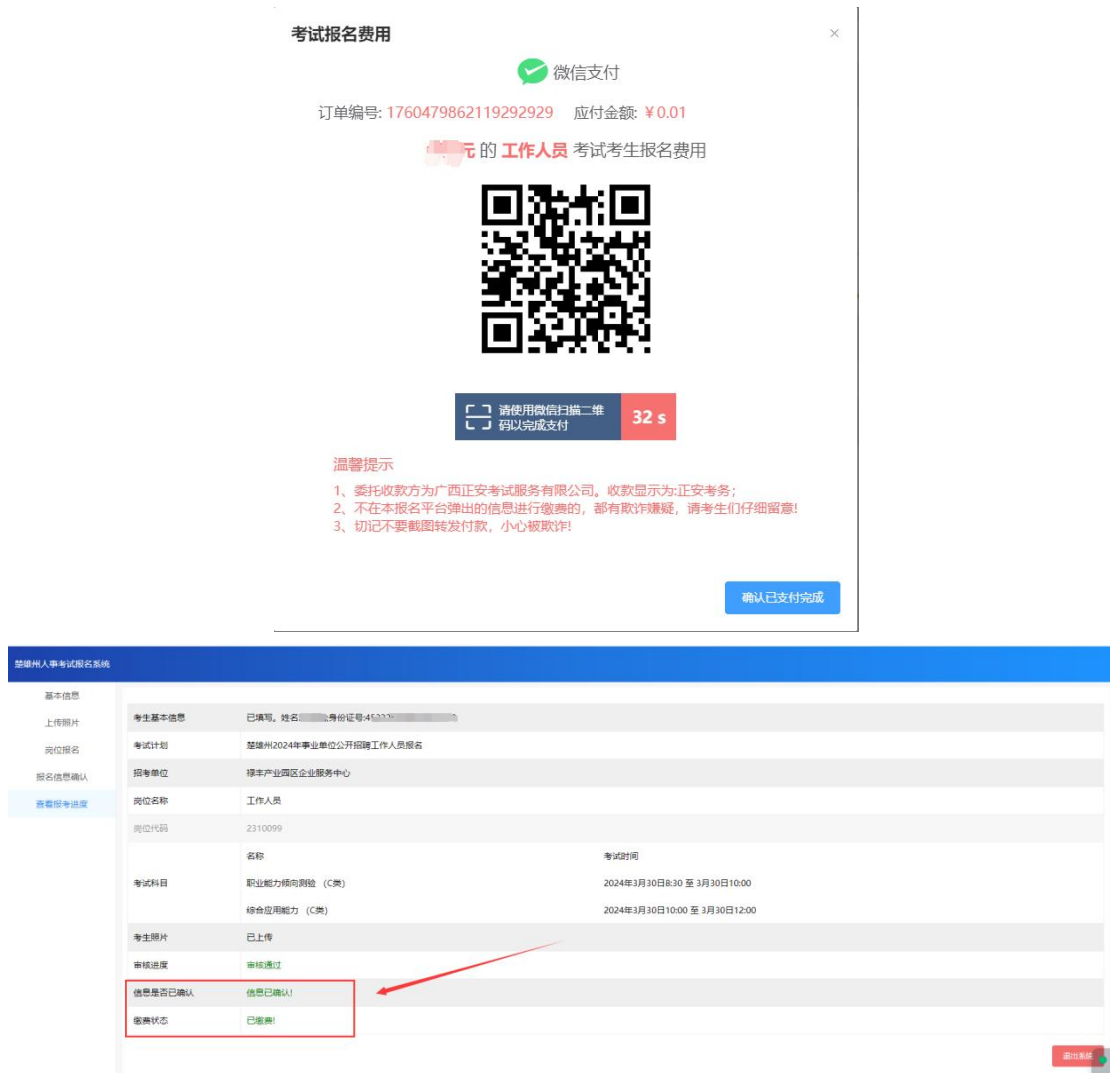 考试报名费用
微信支付
订单编号: 1760479862119292929 应付金额: ￥0.01
元 的 工作人员 考试考生报名费用
请使用微信扫描二维
码以完成支付
32 s
温馨提示
1、委托收款方为广西正安考试服务有限公司。收款显示为:正安考务；
2、不在本报名平台弹出的信息进行缴费的，都有欺诈嫌疑，请考生们仔细留意!
3、切记不要截图转发付款，小心被欺诈!
确认已支付完成
楚雄州人事考试报名系统
基本信息
上传照片
岗位报名
报名信息确认
查看报考进度
考生基本信息 已填写。姓名: ;身份证号:4522
考试计划 楚雄州2024年事业单位公开招聘工作人员报名
招考单位 禄丰产业园区企业服务中心
岗位名称 工作人员
岗位代码 2310099
名称 考试时间
考试科目 职业能力倾向测验 （C类） 2024年3月30日8:30 至 3月30日10:00
综合应用能力 （C类） 2024年3月30日10:00 至 3月30日12:00
考生照片 已上传
审核进度 审核通过
信息是否已确认 信息已确认!
缴费状态 已缴费!
退出系统